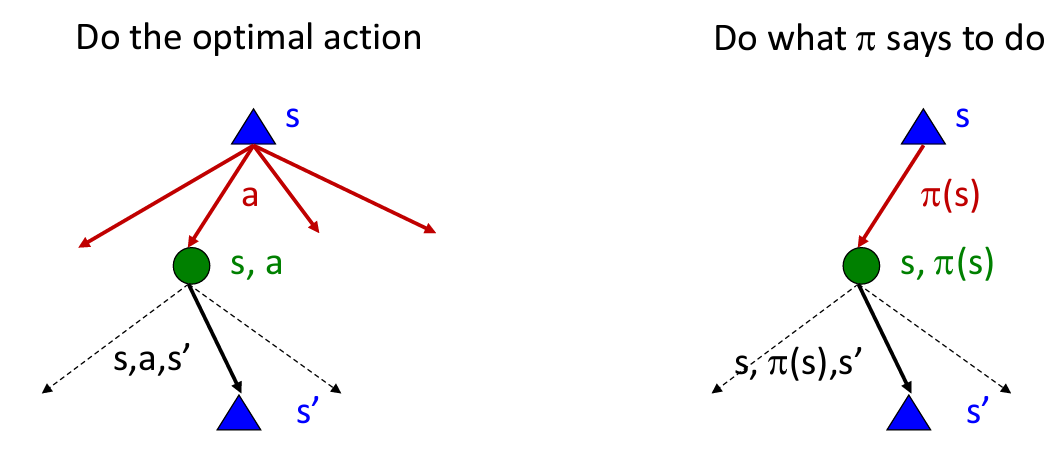 Do the optimal action
s
a
s, a
s,a,s’
s’
Do what π says to do
s
π(s)
s, π(s)
s, π(s),s’
s’